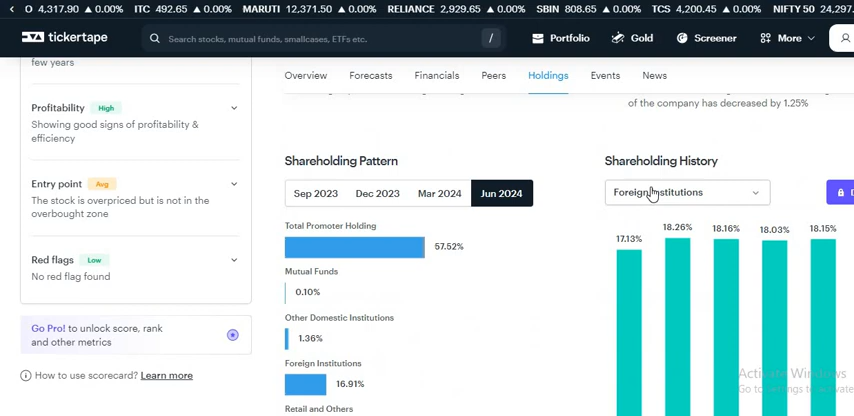 O 4,317.90 ▲ 0.00% ITC 492.65 ▲ 0.00% MARUTI 12,371.50 ▲ 0.00% RELIANCE 2,929.65 ▲ 0.00% SBIN 808.65 ▲ 0.00% TCS 4,200.45 ▲ 0.00% NIFTY 50 24,297.
tickertape Search stocks, mutual funds, smallcases, ETFs etc. / Portfolio Gold Screener More
few years
Overview Forecasts Financials Peers Holdings Events News
of the company has decreased by 1.25%
Profitability High
Showing good signs of profitability &
efficiency
Entry point Avg
The stock is overpriced but is not in the
overbought zone
Red flags Low
No red flag found
Go Pro! to unlock score, rank
and other metrics
How to use scorecard? Learn more
Shareholding Pattern
Sep 2023 Dec 2023 Mar 2024 Jun 2024
Total Promoter Holding
57.52%
Mutual Funds
0.10%
Other Domestic Institutions
1.36%
Foreign Institutions
16.91%
Retail and Others
Shareholding History
Foreign Institutions
17.13% 18.26% 18.16% 18.03% 18.15%
Activate Windows
Go to Settings to activate